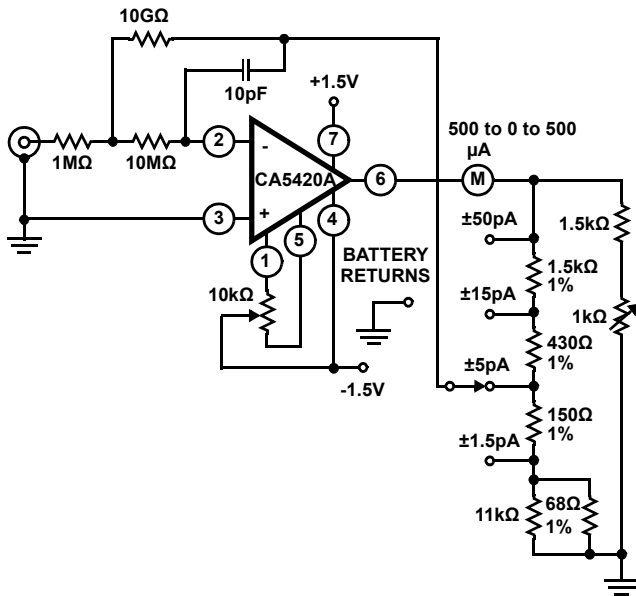 10GΩ
10pF
+1.5V
1MΩ
10MΩ
2
-
7
CA5420A
6
500 to 0 to 500
µA
M
3
+
4
5
1
BATTERY
RETURNS
10kΩ
-1.5V
±50pA
1.5kΩ
1%
1.5kΩ
±15pA
430Ω
1%
1kΩ
±5pA
150Ω
1%
±1.5pA
11kΩ
68Ω
1%